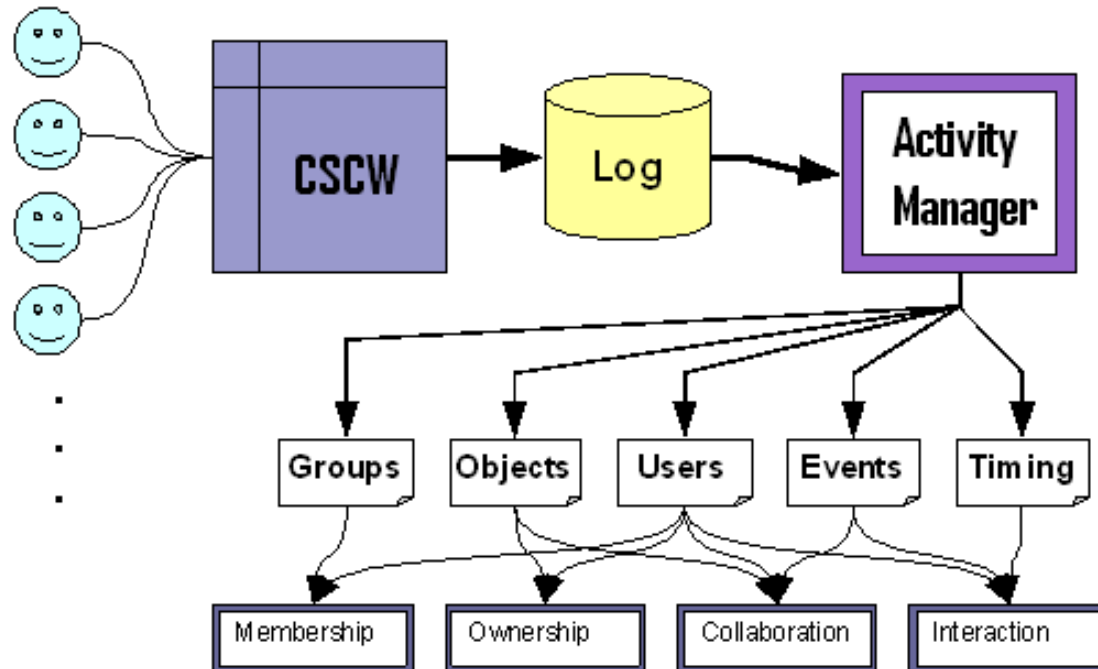 CSCW
Log
Activity
Manager
Groups
Objects
Users
Events
Timing
Membership
Ownership
Collaboration
Interaction